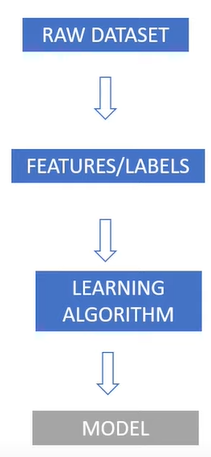 RAW DATASET
FEATURES/LABELS
LEARNING
ALGORITHM
MODEL